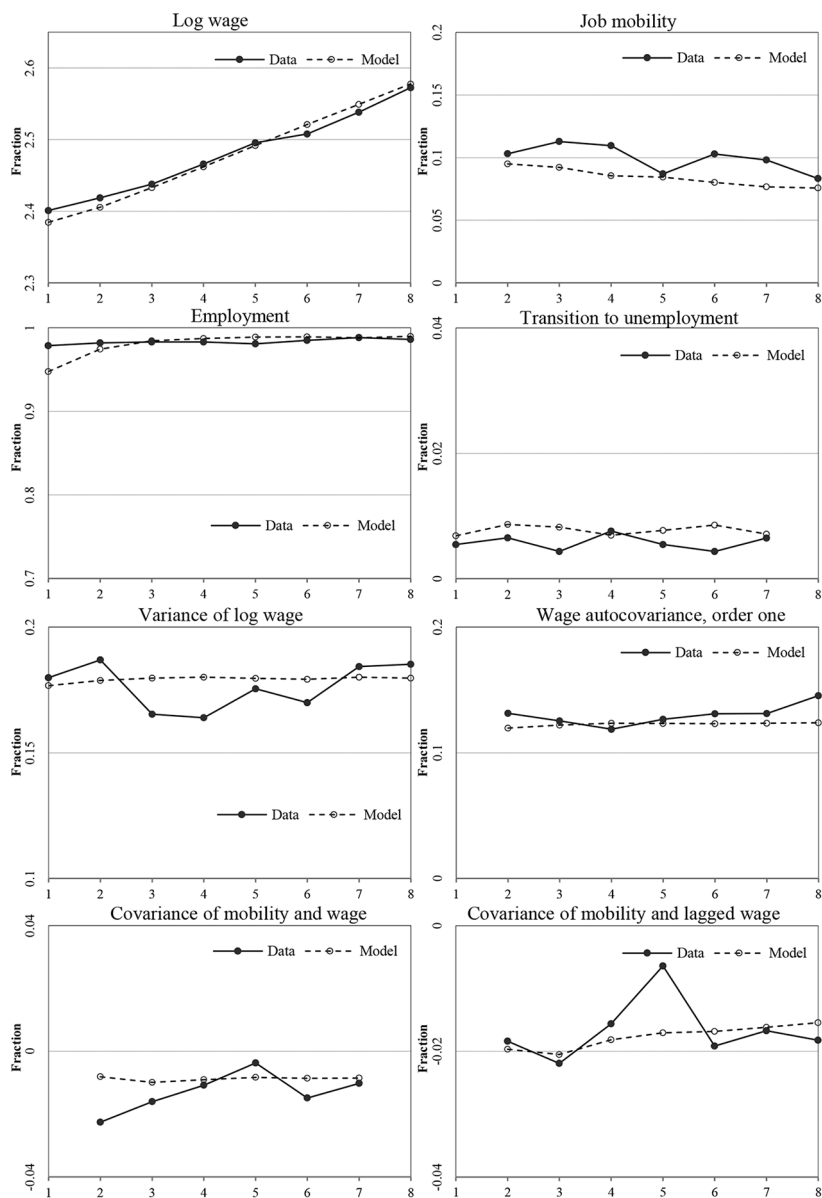 Log wage
Data Model
Fraction
2.6
2.5
2.4
2.3
1 2 3 4 5 6 7 8
Job mobility
Data Model
Fraction
0.2
0.15
0.1
0.05
0
1 2 3 4 5 6 7 8
Employment
Data Model
Fraction
1
0.9
0.8
0.7
1 2 3 4 5 6 7 8
Transition to unemployment
Data Model
Fraction
0.04
0.02
0
1 2 3 4 5 6 7 8
Variance of log wage
Data Model
Fraction
0.2
0.15
0.1
1 2 3 4 5 6 7 8
Wage autocovariance, order one
Data Model
Fraction
0.2
0.1
0
1 2 3 4 5 6 7 8
Covariance of mobility and wage
Data Model
Fraction
0.04
0
-0.04
1 2 3 4 5 6 7 8
Covariance of mobility and lagged wage
Data Model
Fraction
0
-0.02
-0.04
1 2 3 4 5 6 7 8